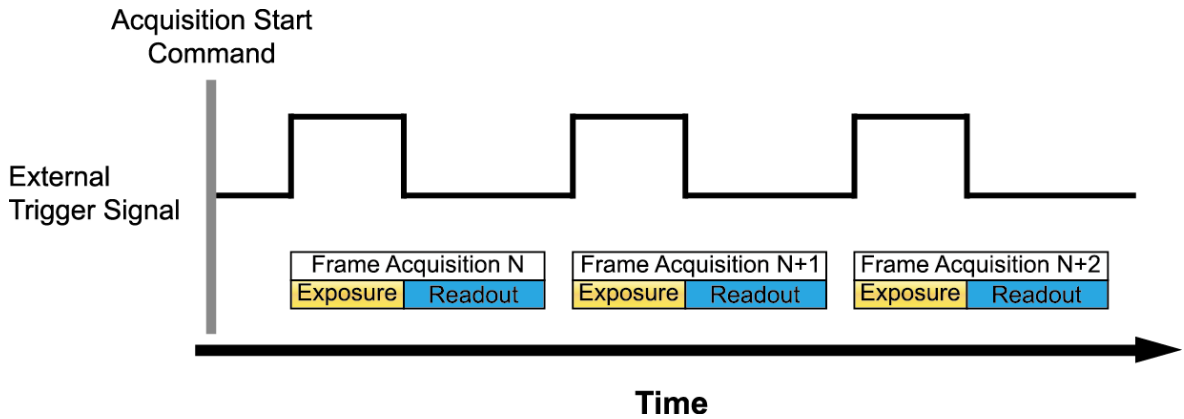 Acquisition Start
Command
External
Trigger Signal
Frame Acquisition N
Frame Acquisition N+1
Frame Acquisition N+2
Exposure
Readout
Exposure
Readout
Exposure
Readout
Time